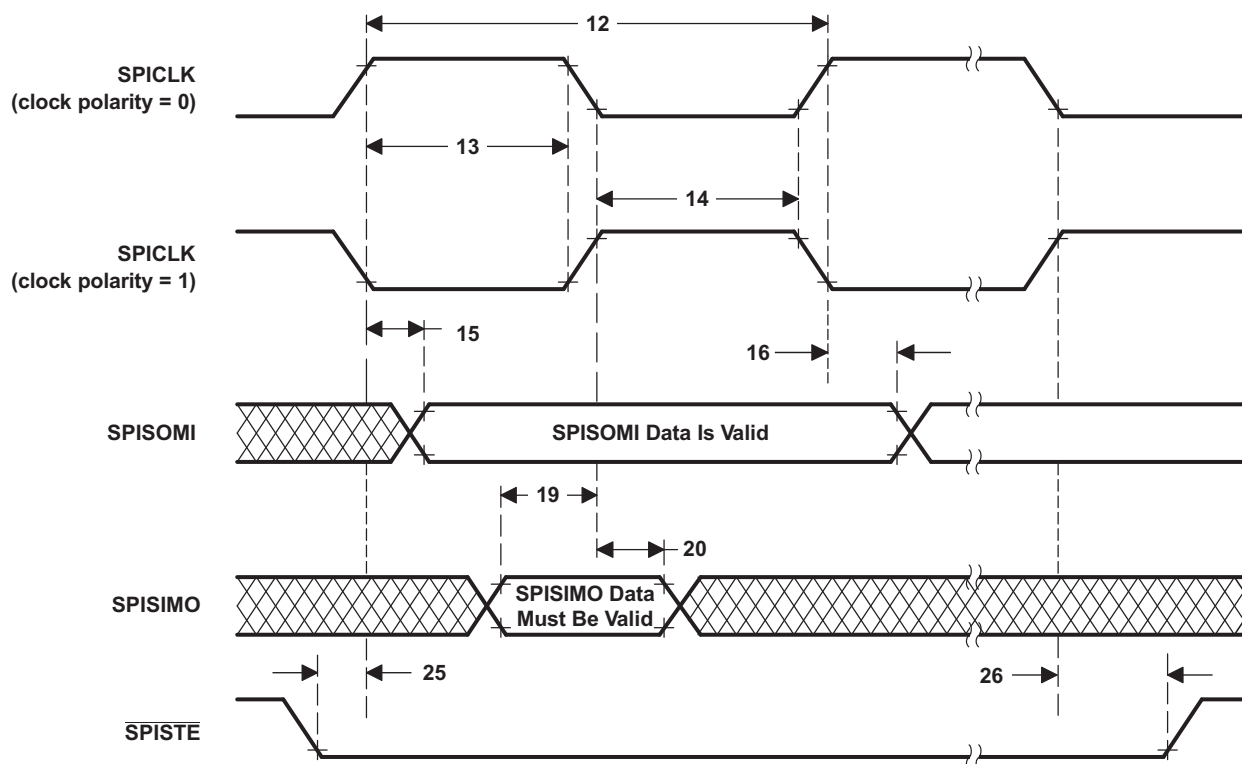 12
SPICLK
(clock polarity = 0)
13
14
SPICLK
(clock polarity = 1)
15
16
SPISOMI
SPISOMI Data Is Valid
19
20
SPISIMO
SPISIMO Data
Must Be Valid
25
26
SPISTE